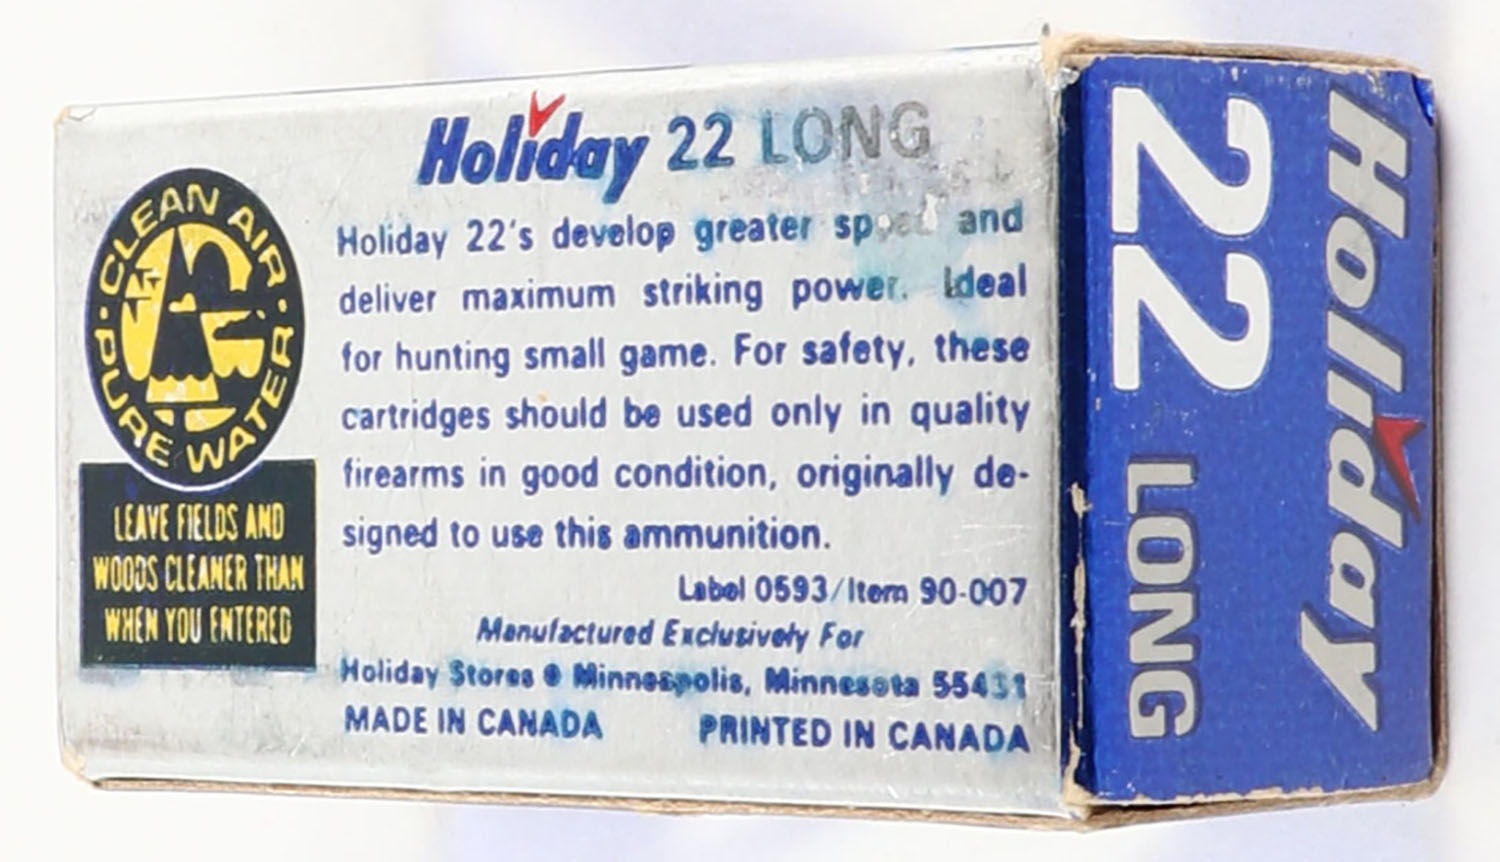 CLEAN AIR
· PURE WATER ·
LEAVE FIELDS AND
WOODS CLEANER THAN
WHEN YOU ENTERED
Holiday 22 LONG
Holiday 22's develop greater speed and
deliver maximum striking power. Ideal
for hunting small game. For safety, these
cartridges should be used only in quality
firearms in good condition, originally de-
signed to use this ammunition.
Label 0593/Item 90-007
Manufactured Exclusively For
Holiday Stores • Minneapolis, Minnesota 55431
MADE IN CANADA PRINTED IN CANADA
Holiday
22 LONG